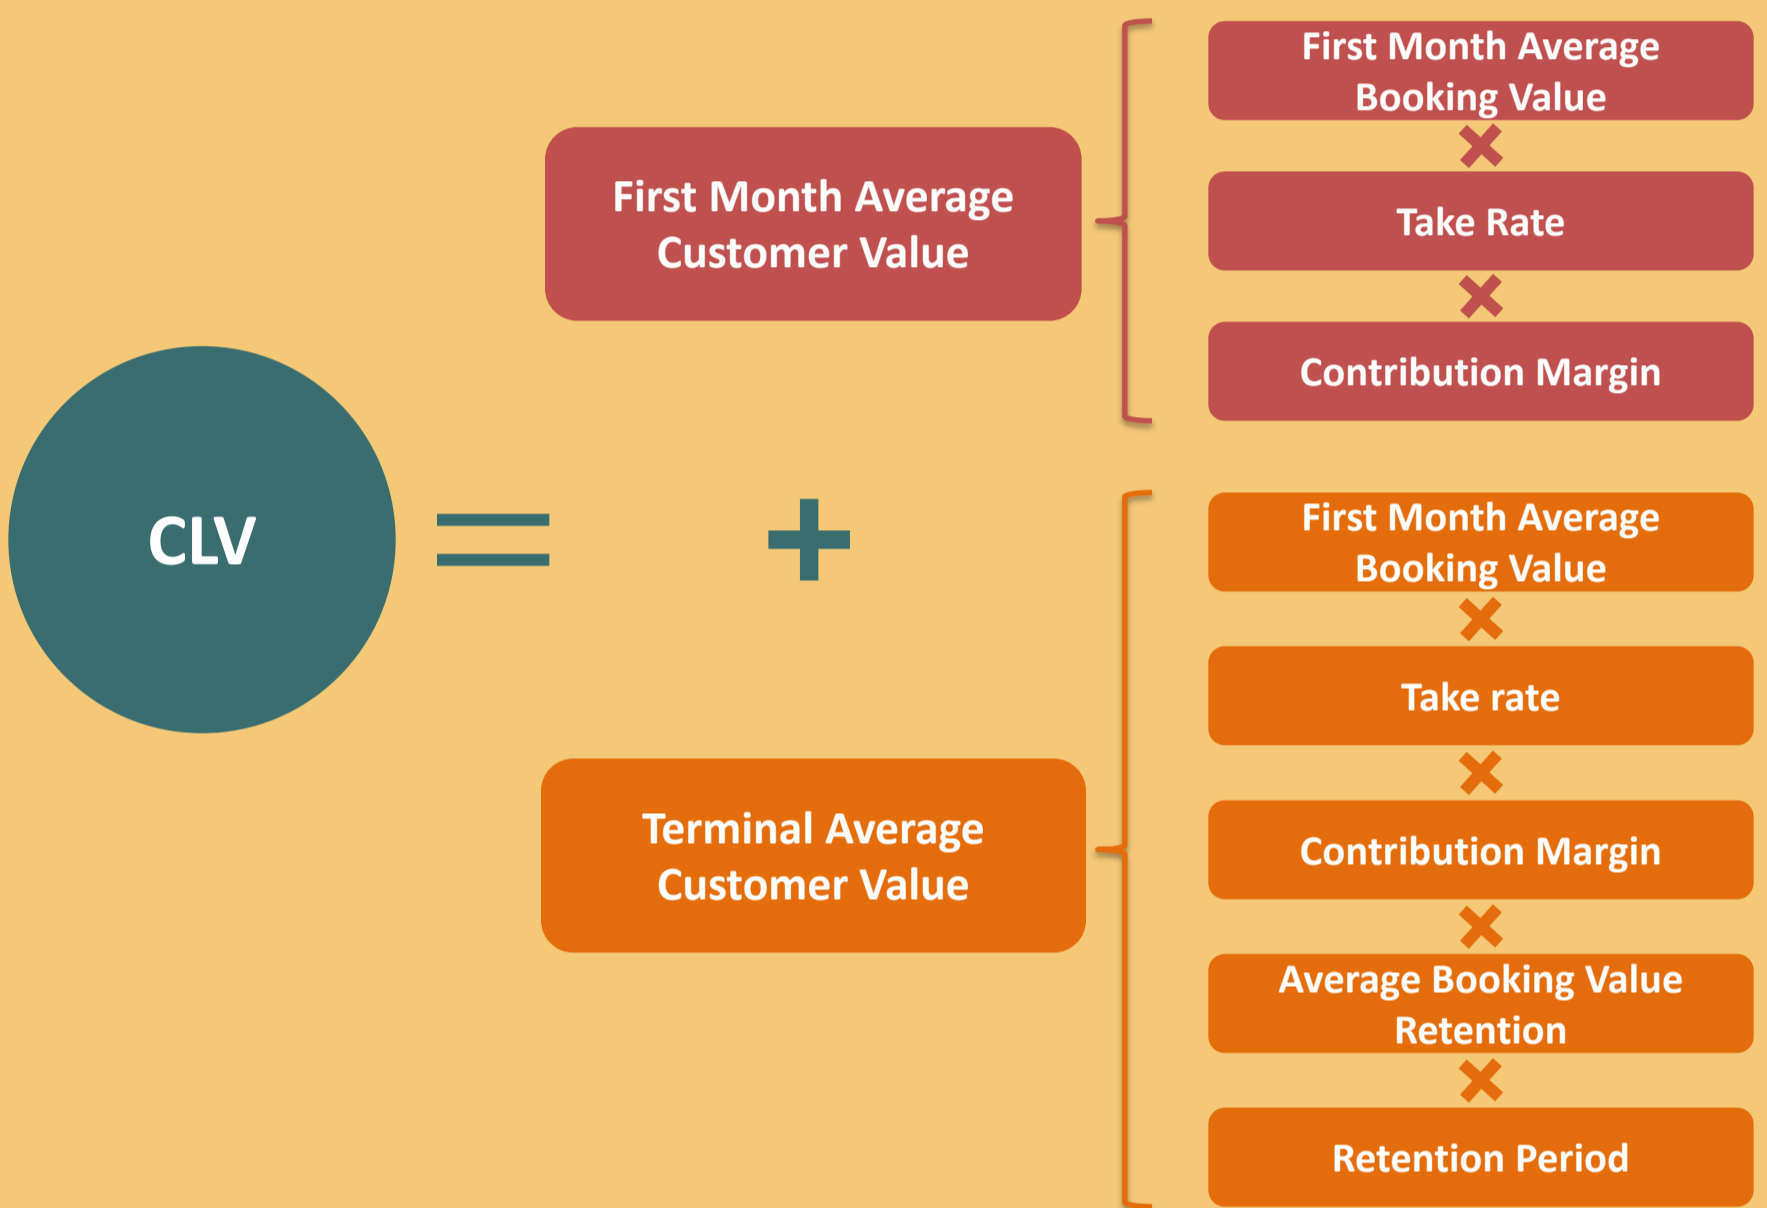 CLV
=
First Month Average
Customer Value
+
Terminal Average
Customer Value
First Month Average
Booking Value
×
Take Rate
×
Contribution Margin
First Month Average
Booking Value
×
Take rate
×
Contribution Margin
×
Average Booking Value
Retention
×
Retention Period